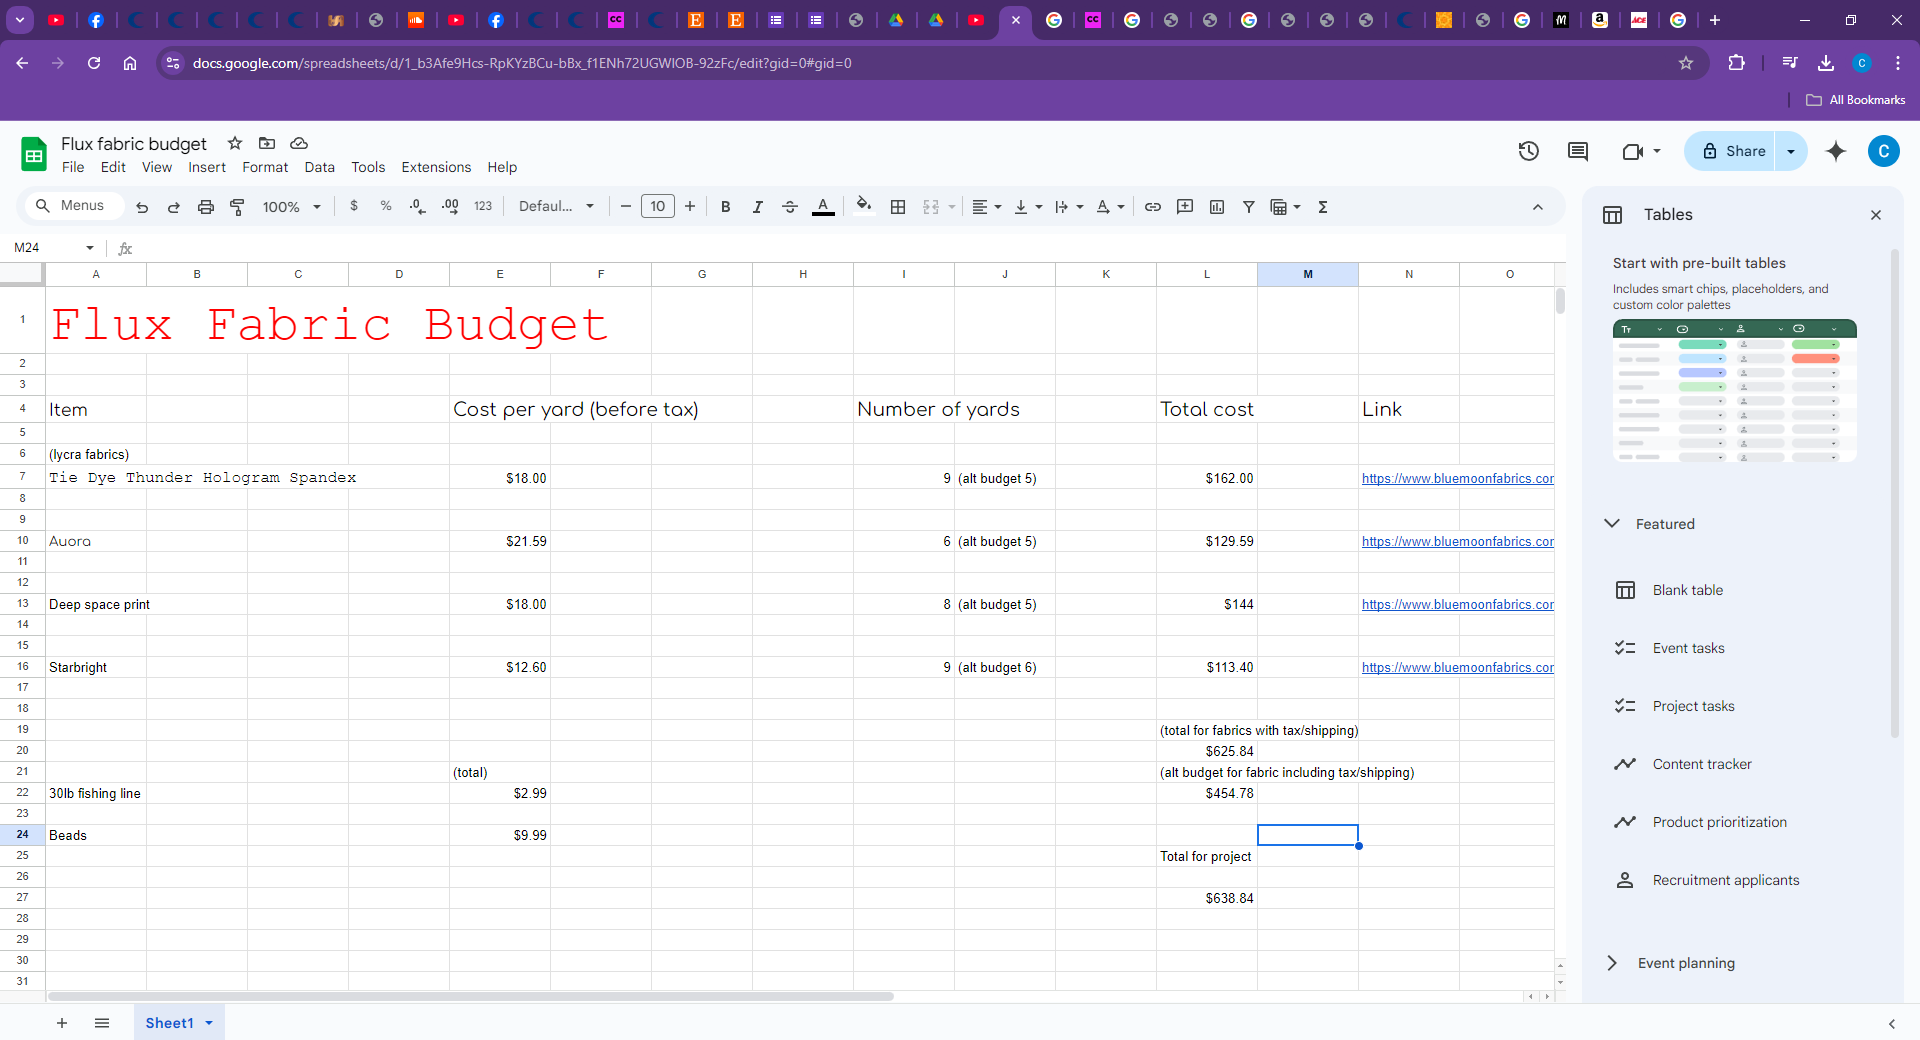 docs.google.com/spreadsheets/d/1_b3Afe9Hcs-RpKYzBCu-bBx_f1ENh72UGWIOB-92zFc/edit?gid=0#gid=0
C
All Bookmarks
Flux fabric budget
File Edit View Insert Format Data Tools Extensions Help
Share
C
Menus 100% $ % .0 .00 123 Defaul... 10 B I A
Tables
M24 fx
A B C D E F G H I J K L M N O
Start with pre-built tables
Includes smart chips, placeholders, and
custom color palettes
1 Flux Fabric Budget
2
3
4 Item Cost per yard (before tax) Number of yards Total cost Link
5
6 (lycra fabrics)
7 Tie Dye Thunder Hologram Spandex $18.00 9 (alt budget 5) $162.00 https://www.bluemoonfabrics.cor
8
9
10 Auora $21.59 6 (alt budget 5) $129.59 https://www.bluemoonfabrics.cor
11
12
13 Deep space print $18.00 8 (alt budget 5) $144 https://www.bluemoonfabrics.cor
14
15
16 Starbright $12.60 9 (alt budget 6) $113.40 https://www.bluemoonfabrics.cor
17
18
19 (total for fabrics with tax/shipping)
20 $625.84
21 (total) (alt budget for fabric including tax/shipping)
22 30lb fishing line $2.99 $454.78
23
24 Beads $9.99
25 Total for project
26
27 $638.84
28
29
30
31
Featured
Blank table
Event tasks
Project tasks
Content tracker
Product prioritization
Recruitment applicants
Event planning
Sheet1